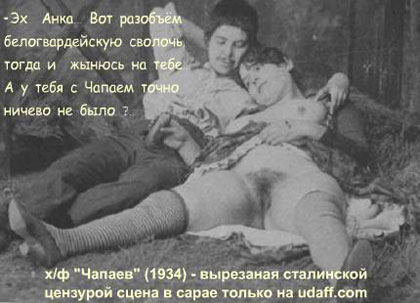 -Эх Анка Вот разобъём
белогвардейскую сволочь
тогда и жынюсь на тебе
А у тебя с Чапаем точно
ничево не было ?
х/ф "Чапаев" (1934) - вырезаная сталинской
цензурой сцена в сарае только на udaff.com